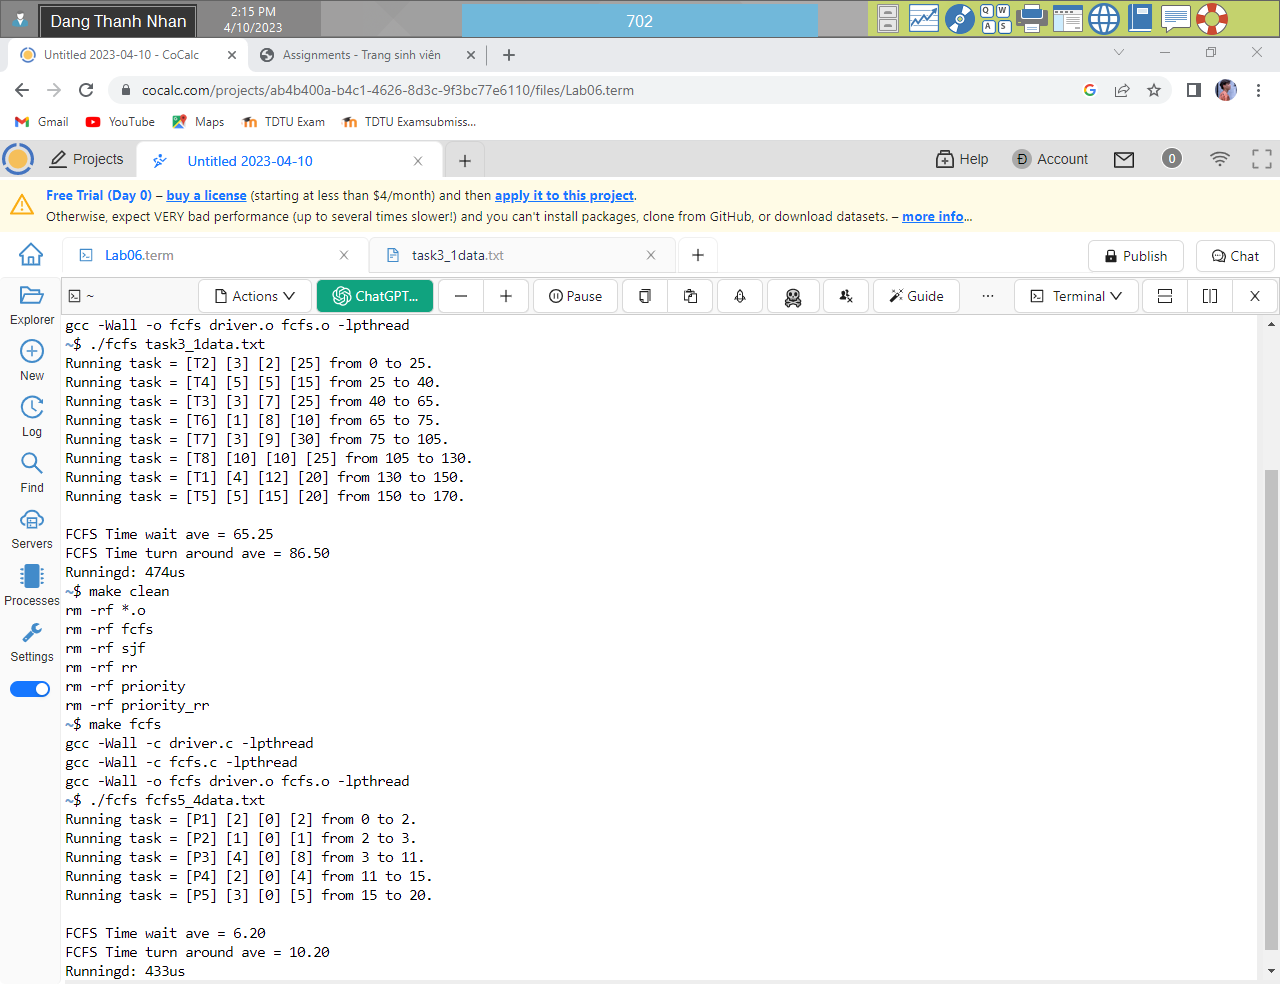 Dang Thanh Nhan
2:15 PM
4/10/2023
702
Q W
A S
Untitled 2023-04-10 - CoCalc
Assignments - Trang sinh viên
cocalc.com/projects/ab4b400a-b4c1-4626-8d3c-9f3bc77e6110/files/Lab06.term
Gmail
YouTube
Maps
TDTU Exam
TDTU Examsubmiss...
Projects
Untitled 2023-04-10
Help
Account
0
Free Trial (Day 0) – buy a license (starting at less than $4/month) and then apply it to this project.
Otherwise, expect VERY bad performance (up to several times slower!) and you can't install packages, clone from GitHub, or download datasets. – more info...
Lab06.term
task3_1data.txt
Publish
Chat
~
Actions
ChatGPT...
Pause
Guide
Terminal
Explorer
New
Log
Find
Servers
Processes
Settings
gcc -Wall -o fcfs driver.o fcfs.o -lpthread
~$ ./fcfs task3_1data.txt
Running task = [T2] [3] [2] [25] from 0 to 25.
Running task = [T4] [5] [5] [15] from 25 to 40.
Running task = [T3] [3] [7] [25] from 40 to 65.
Running task = [T6] [1] [8] [10] from 65 to 75.
Running task = [T7] [3] [9] [30] from 75 to 105.
Running task = [T8] [10] [10] [25] from 105 to 130.
Running task = [T1] [4] [12] [20] from 130 to 150.
Running task = [T5] [5] [15] [20] from 150 to 170.
FCFS Time wait ave = 65.25
FCFS Time turn around ave = 86.50
Runningd: 474us
~$ make clean
rm -rf *.o
rm -rf fcfs
rm -rf sjf
rm -rf rr
rm -rf priority
rm -rf priority_rr
~$ make fcfs
gcc -Wall -c driver.c -lpthread
gcc -Wall -c fcfs.c -lpthread
gcc -Wall -o fcfs driver.o fcfs.o -lpthread
~$ ./fcfs fcfs5_4data.txt
Running task = [P1] [2] [0] [2] from 0 to 2.
Running task = [P2] [1] [0] [1] from 2 to 3.
Running task = [P3] [4] [0] [8] from 3 to 11.
Running task = [P4] [2] [0] [4] from 11 to 15.
Running task = [P5] [3] [0] [5] from 15 to 20.
FCFS Time wait ave = 6.20
FCFS Time turn around ave = 10.20
Runningd: 433us